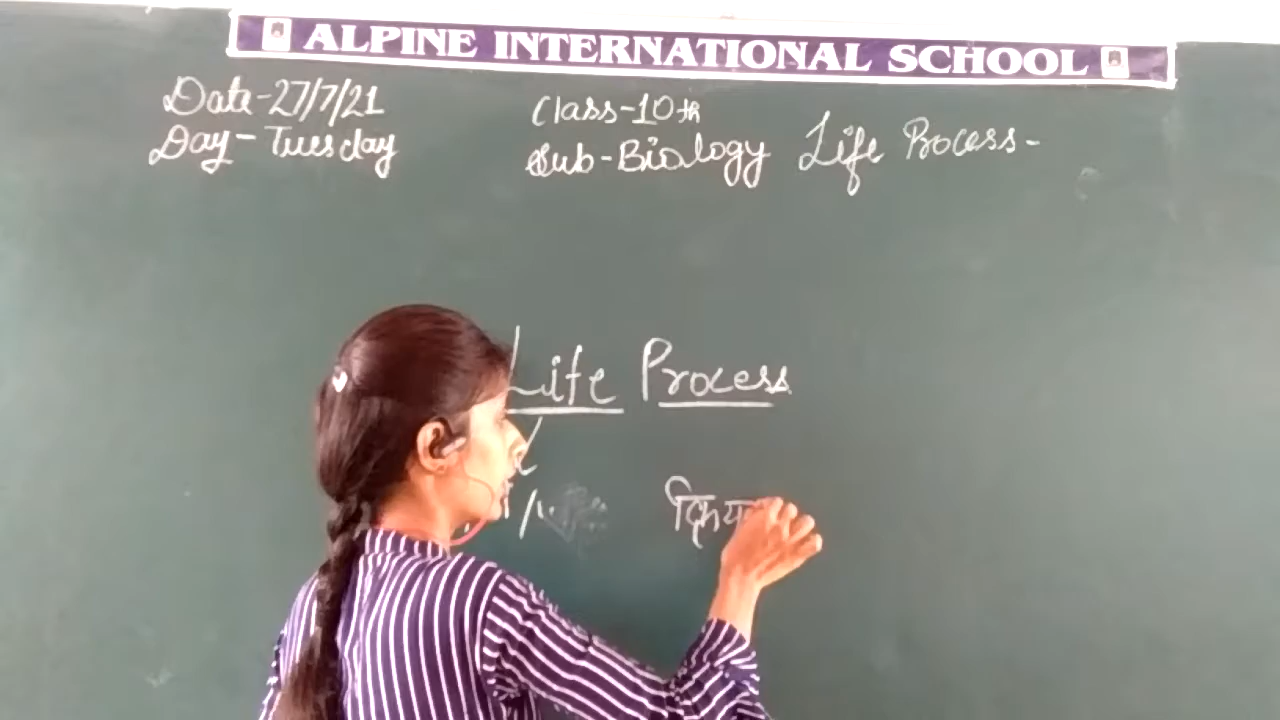 ALPINE INTERNATIONAL SCHOOL
Date-27/7/21
Day-Tuesday
Class-10th
Sub-Biology
Life Process-
Life Process